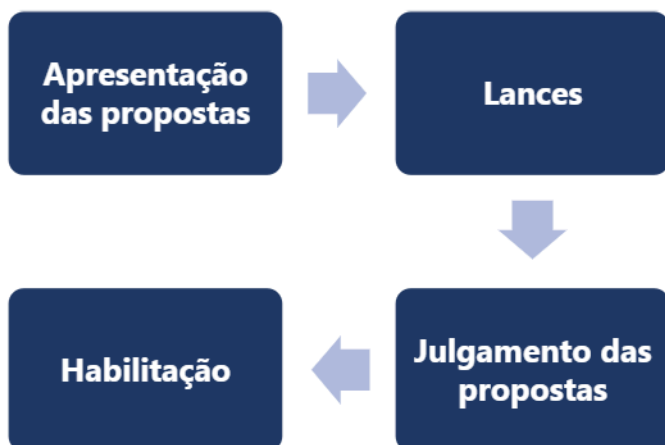 Apresentação
das propostas
Lances
Julgamento das
propostas
Habilitação